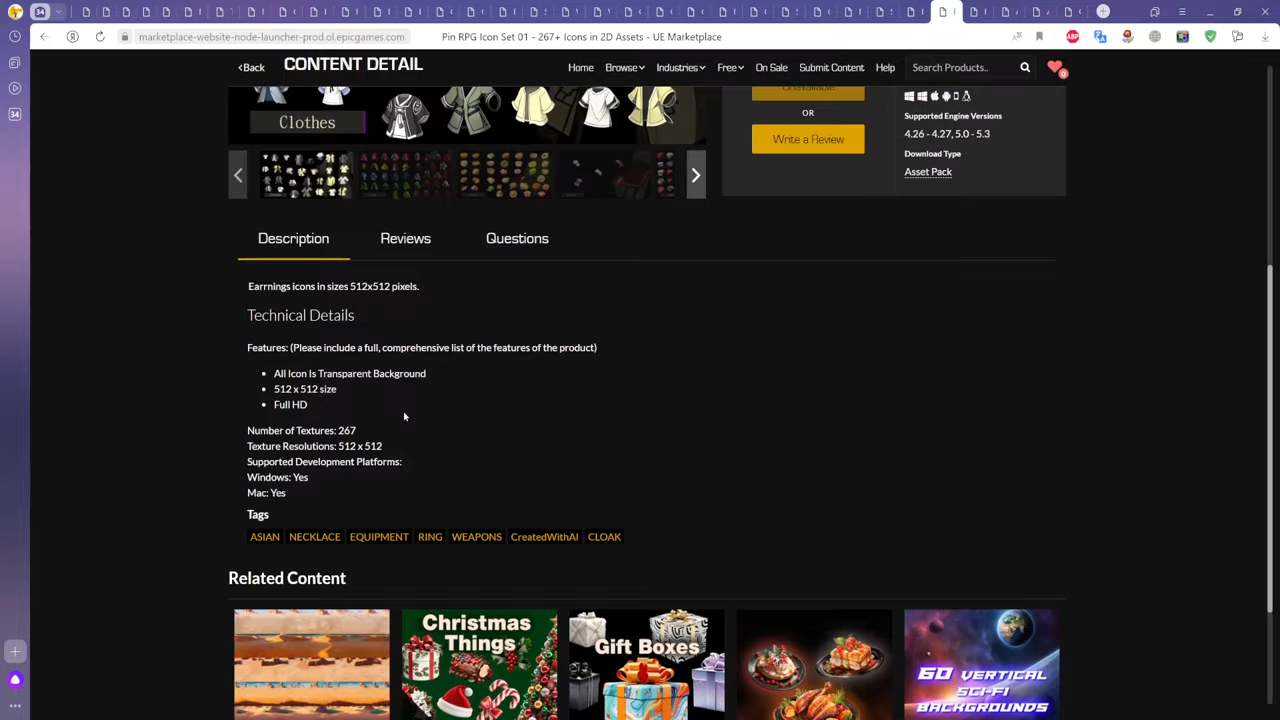 34
marketplace-website-node-launcher-prod.ol.epicgames.com
Pin RPG Icon Set 01 - 267+ Icons in 2D Assets - UE Marketplace
ABP
34
Back
CONTENT DETAIL
Home
Browse
Industries
Free
On Sale
Submit Content
Help
Search Products..
0
Clothes
Unavailable
OR
Write a Review
Supported Engine Versions
4.26 - 4.27, 5.0 - 5.3
Download Type
Asset Pack
Description
Reviews
Questions
Earrnings icons in sizes 512x512 pixels.
Technical Details
Features: (Please include a full, comprehensive list of the features of the product)
All Icon Is Transparent Background
512 x 512 size
Full HD
Number of Textures: 267
Texture Resolutions: 512 x 512
Supported Development Platforms:
Windows: Yes
Mac: Yes
Tags
ASIAN
NECKLACE
EQUIPMENT
RING
WEAPONS
CreatedWithAI
CLOAK
Related Content
Christmas
Things
Gift Boxes
60 VERTICAL
SCI-FI
BACKGROUNDS